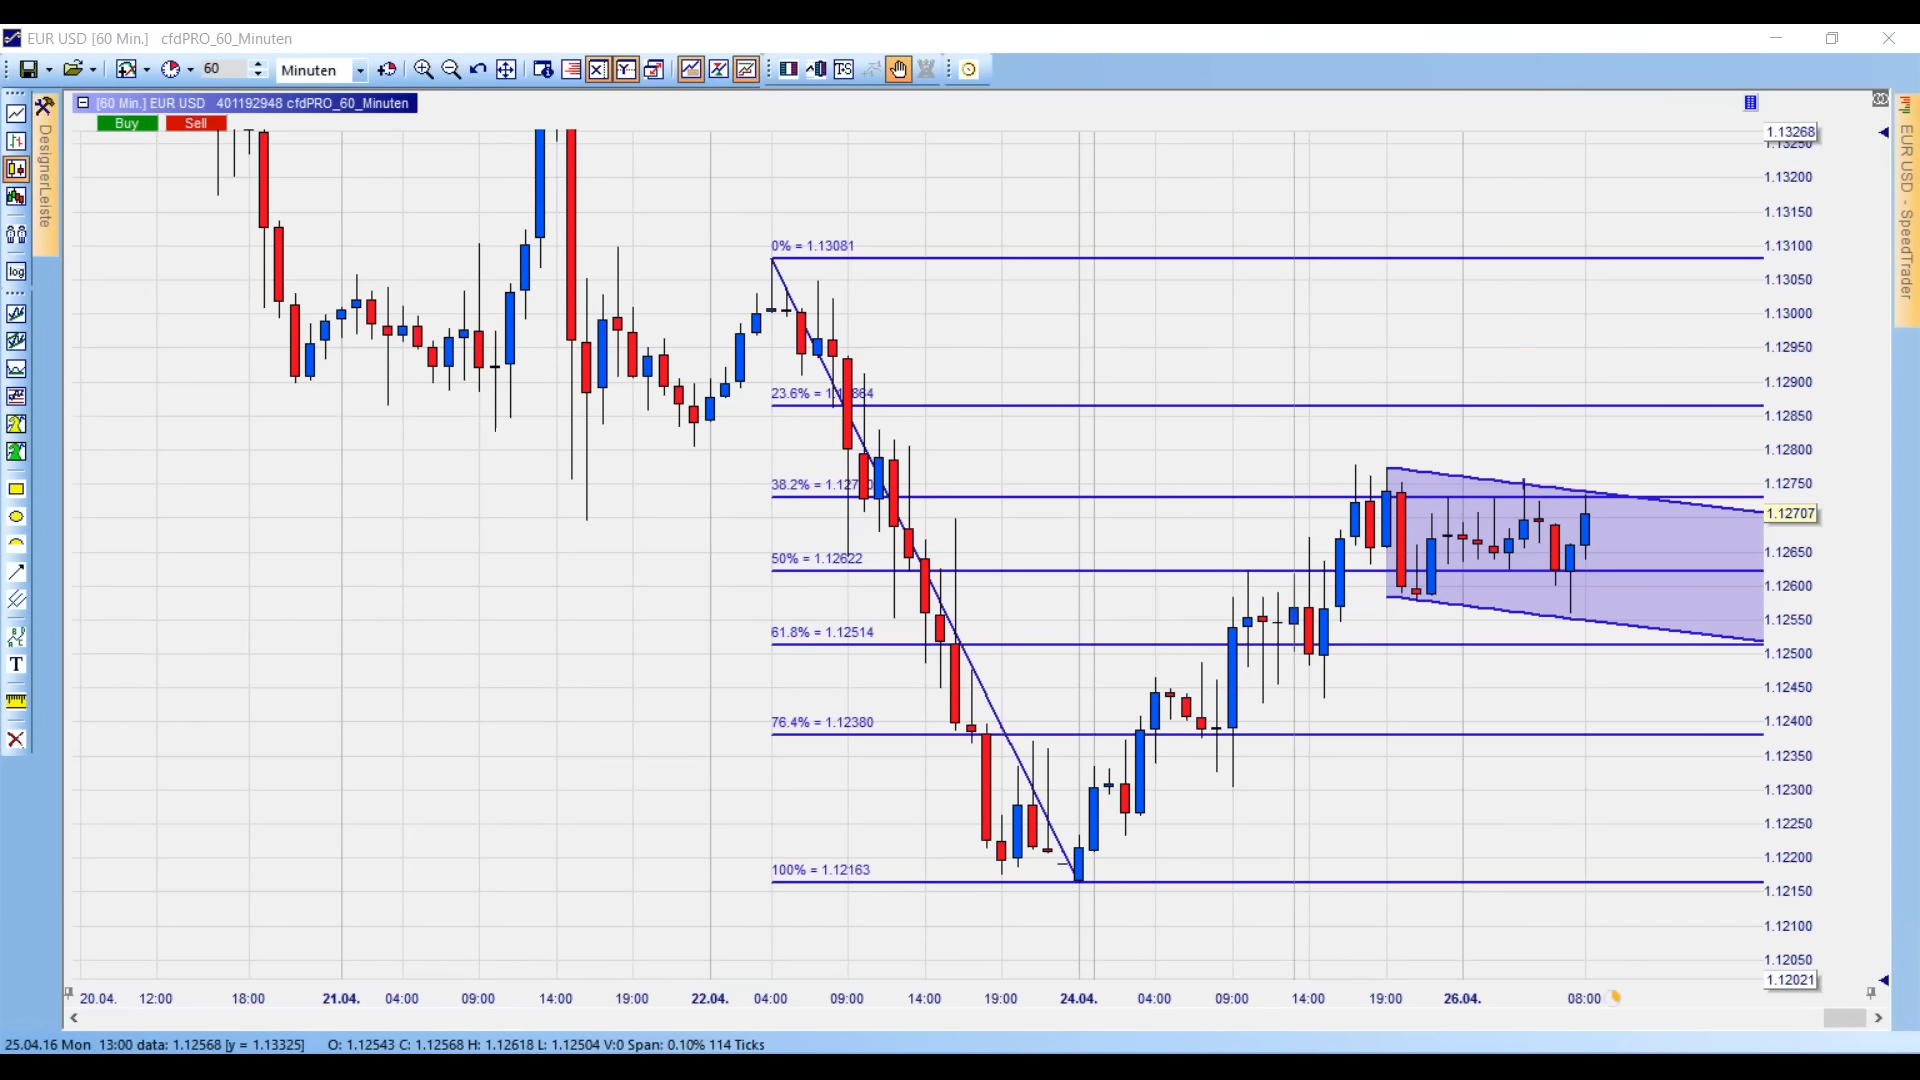 EUR USD [60 Min.] cfdPRO_60_Minuten
60 Minuten
[60 Min.] EUR USD 401192948 cfdPRO_60_Minuten
Buy Sell
DesignerLeiste
EUR USD - SpeedTrader
log
T
0% = 1.13081
38.2% =
50% = 1.12622
61.8% = 1.12514
76.4% = 1.12380
100% = 1.12163
1.13268
1.13250
1.13200
1.13150
1.13100
1.13050
1.13000
1.12950
1.12900
1.12850
1.12800
1.12750
1.12707
1.12650
1.12600
1.12550
1.12500
1.12450
1.12400
1.12350
1.12300
1.12250
1.12200
1.12150
1.12100
1.12050
1.12021
20.04. 12:00 18:00 21.04. 04:00 09:00 14:00 19:00 22.04. 04:00 09:00 14:00 19:00 24.04. 04:00 09:00 14:00 19:00 26.04. 08:00
25.04.16 Mon 13:00 data: 1.12568 [y = 1.13325] O: 1.12543 C: 1.12568 H: 1.12618 L: 1.12504 V:0 Span: 0.10% 114 Ticks